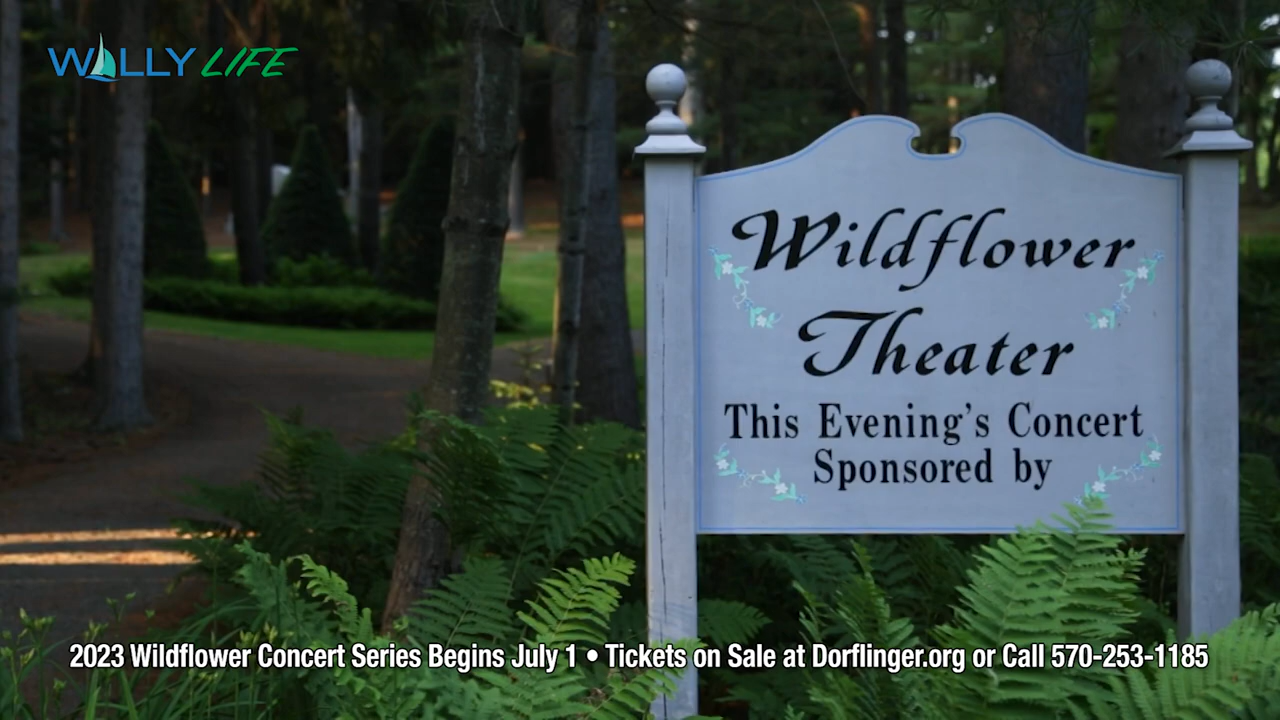 WALLY LIFE
Wildflower
Theater
This Evening's Concert
Sponsored by
2023 Wildflower Concert Series Begins July 1 • Tickets on Sale at Dorflinger.org or Call 570-253-1185